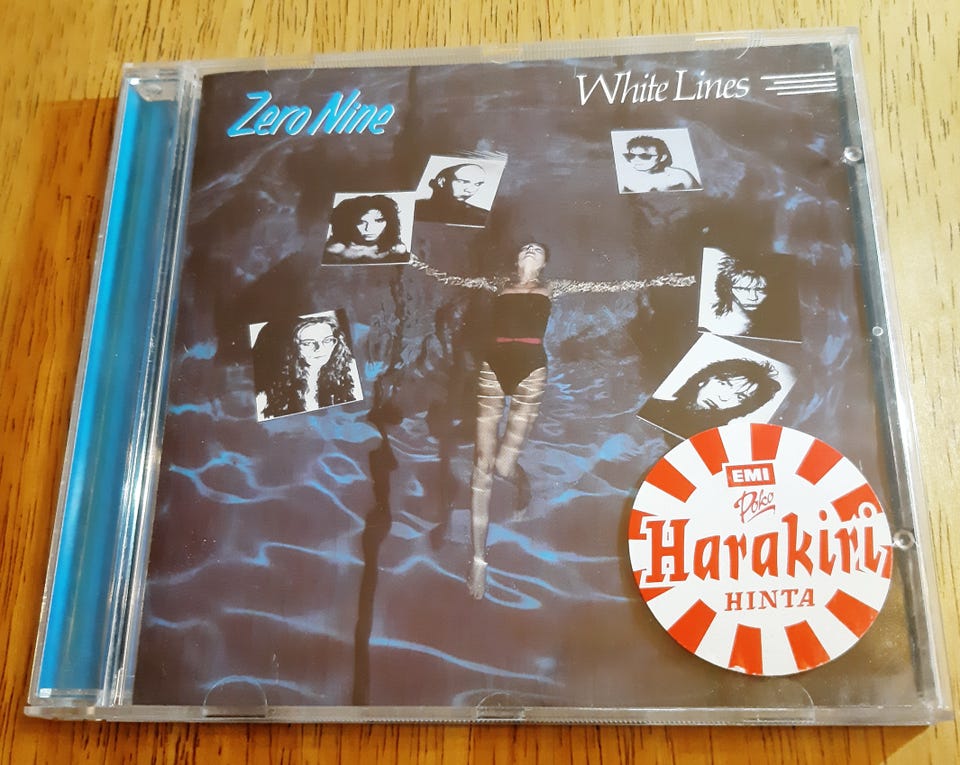 Zero Nine
White Lines
EMI
Poko
Harakiri
HINTA